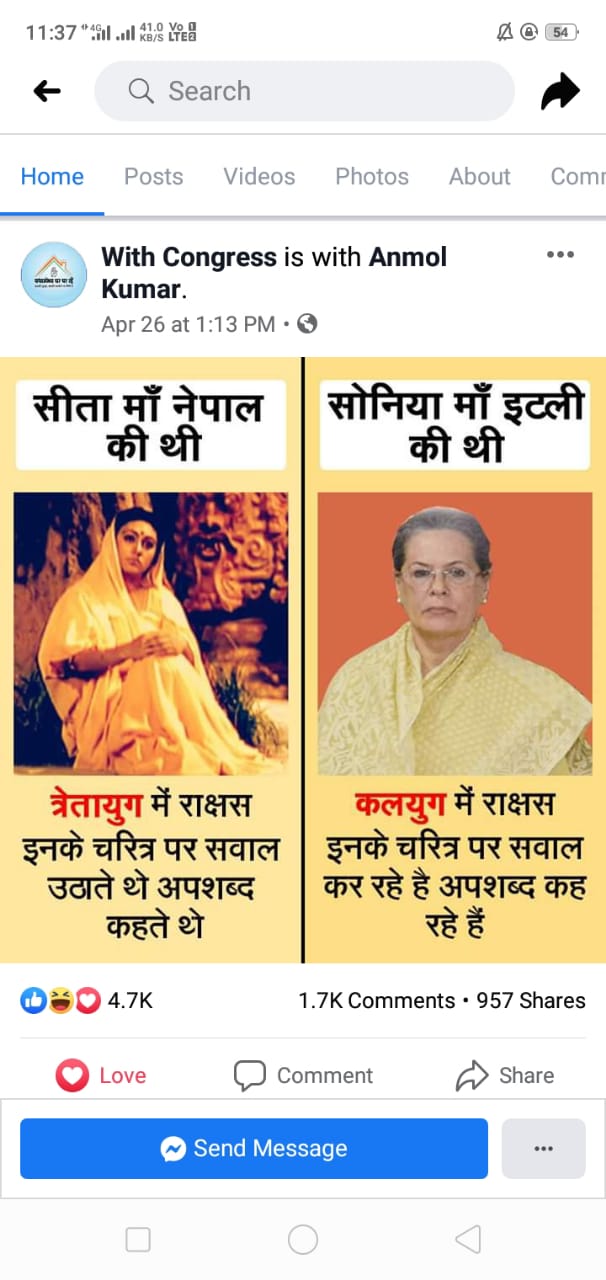 11:37 4G 41.0 KB/S Vo LTE 54
Search
Home Posts Videos Photos About Comm
With Congress is with Anmol
Kumar.
Apr 26 at 1:13 PM
सीता माँ नेपाल
की थी
त्रेतायुग में राक्षस
इनके चरित्र पर सवाल
उठाते थे अपशब्द
कहते थे
सोनिया माँ इटली
की थी
कलयुग में राक्षस
इनके चरित्र पर सवाल
कर रहे है अपशब्द कह
रहे हैं
4.7K 1.7K Comments • 957 Shares
Love Comment Share
Send Message